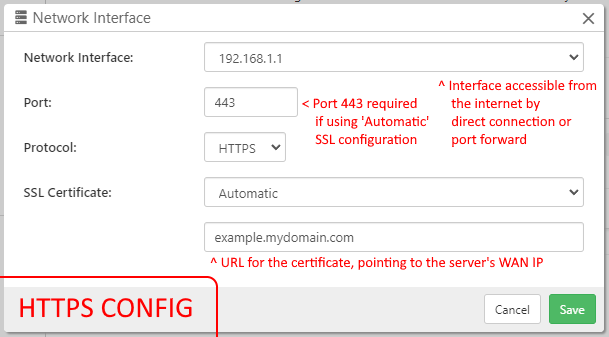 Network Interface
Network Interface: 192.168.1.1
^ Interface accessible from
the internet by
direct connection or
port forward
Port: 443
< Port 443 required
if using 'Automatic'
SSL configuration
Protocol: HTTPS
SSL Certificate: Automatic
example.mydomain.com
^ URL for the certificate, pointing to the server's WAN IP
HTTPS CONFIG
Cancel Save